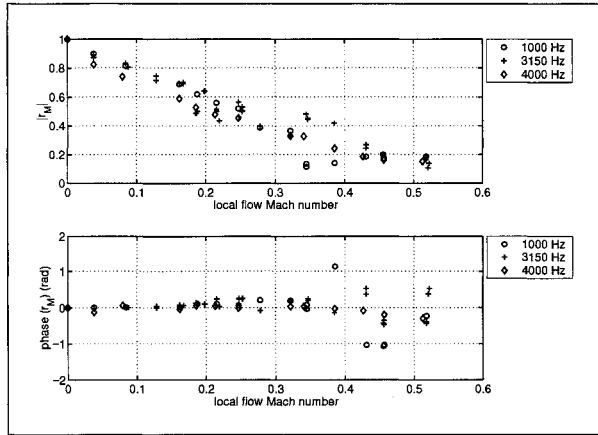 1
0.8
0.6
0.4
0.2
0
|r_M|
0 0.1 0.2 0.3 0.4 0.5 0.6
local flow Mach number
1000 Hz
3150 Hz
4000 Hz
2
1
0
-1
-2
phase (r_M) (rad)
0 0.1 0.2 0.3 0.4 0.5 0.6
local flow Mach number
1000 Hz
3150 Hz
4000 Hz